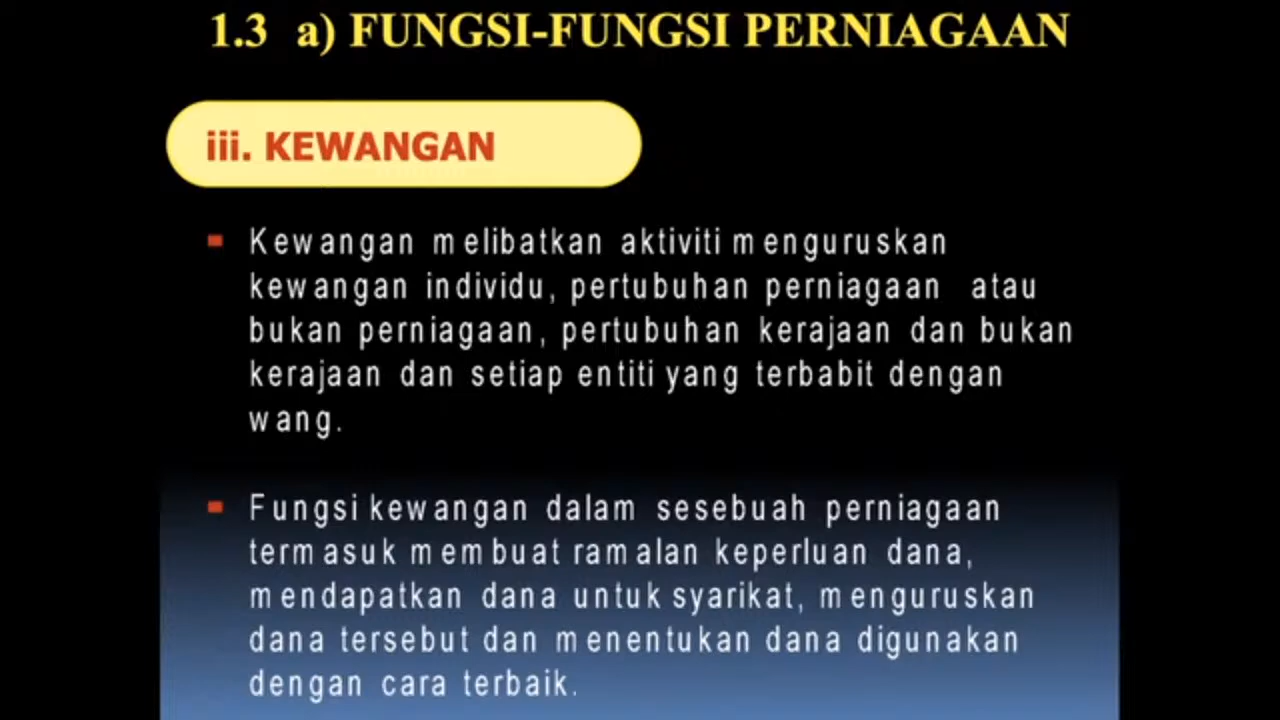 1.3 a) FUNGSI-FUNGSI PERNIAGAAN
iii. KEWANGAN
Kewangan melibatkan aktiviti menguruskan
kewangan individu, pertubuhan perniagaan atau
bukan perniagaan, pertubuhan kerajaan dan bukan
kerajaan dan setiap entiti yang terbabit dengan
wang.
Fungsi kewangan dalam sesebuah perniagaan
termasuk membuat ramalan keperluan dana,
mendapatkan dana untuk syarikat, menguruskan
dana tersebut dan menentukan dana digunakan
dengan cara terbaik.